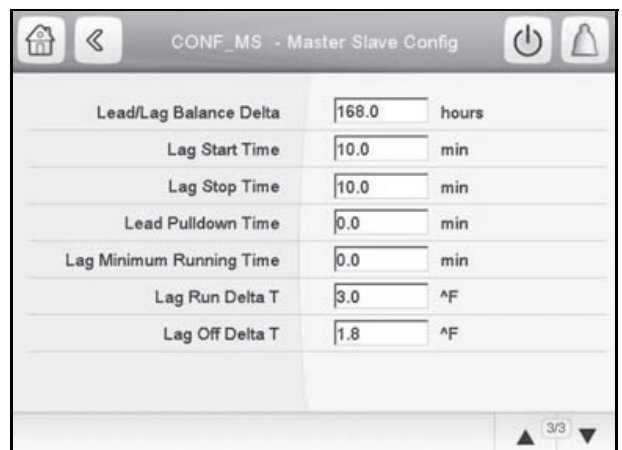 CONF_MS - Master Slave Config
Lead/Lag Balance Delta 168.0 hours
Lag Start Time 10.0 min
Lag Stop Time 10.0 min
Lead Pulldown Time 0.0 min
Lag Minimum Running Time 0.0 min
Lag Run Delta T 3.0 ^F
Lag Off Delta T 1.8 ^F
3/3